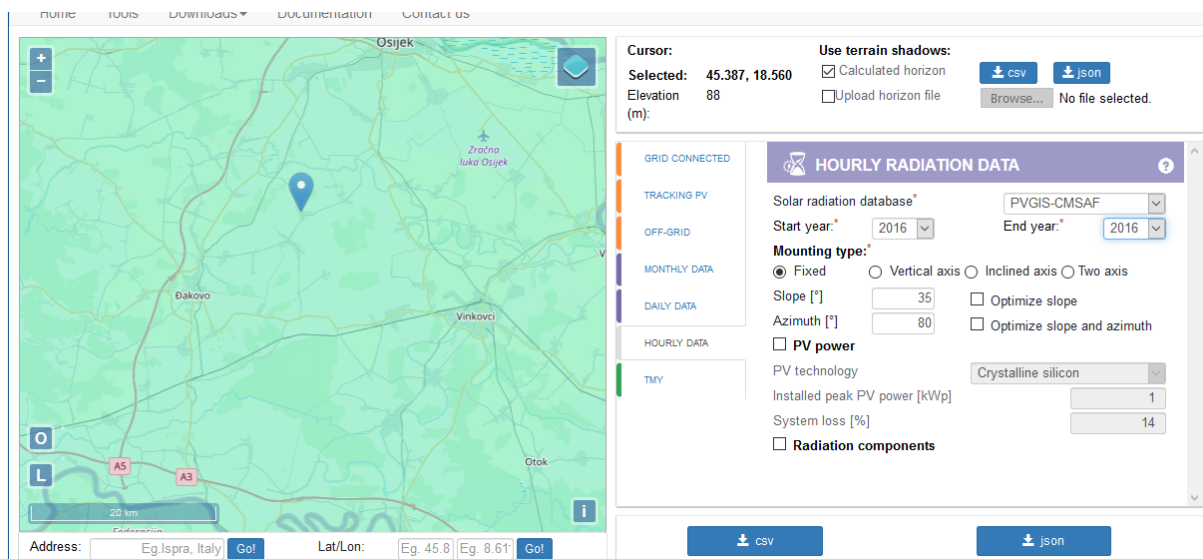 Home Tools Downloads Documentation Contact us
Osijek
Zračna
luka Osijek
Đakovo
Vinkovci
V
Otok
A5
A3
Federacija
+
−
O
L
i
20 km
Address: Eg.Ispra, Italy Go! Lat/Lon: Eg. 45.8 Eg. 8.61 Go!
Cursor: Use terrain shadows:
Selected: 45.387, 18.560 Calculated horizon csv json
Elevation 88 Upload horizon file Browse... No file selected.
(m):
GRID CONNECTED
TRACKING PV
OFF-GRID
MONTHLY DATA
DAILY DATA
HOURLY DATA
TMY
HOURLY RADIATION DATA ?
Solar radiation database* PVGIS-CMSAF
Start year:* 2016 End year:* 2016
Mounting type:*
Fixed Vertical axis Inclined axis Two axis
Slope [°] 35 Optimize slope
Azimuth [°] 80 Optimize slope and azimuth
PV power
PV technology Crystalline silicon
Installed peak PV power [kWp] 1
System loss [%] 14
Radiation components
csv json